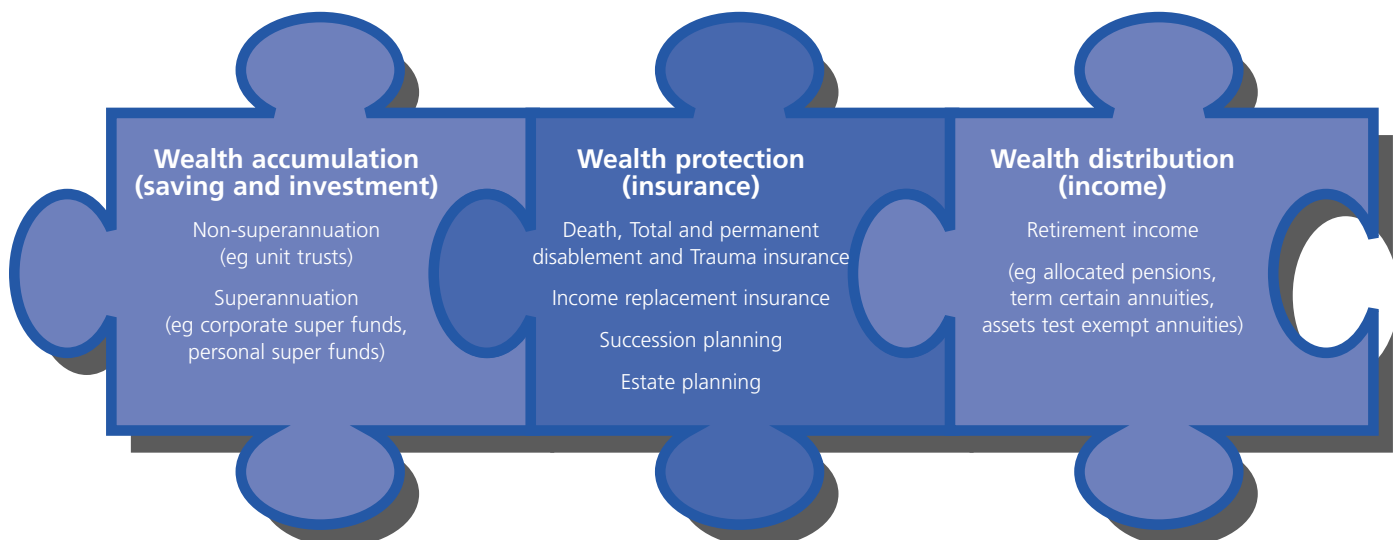 Wealth accumulation
(saving and investment)
Non-superannuation
(eg unit trusts)
Superannuation
(eg corporate super funds,
personal super funds)
Wealth protection
(insurance)
Death, Total and permanent
disablement and Trauma insurance
Income replacement insurance
Succession planning
Estate planning
Wealth distribution
(income)
Retirement income
(eg allocated pensions,
term certain annuities,
assets test exempt annuities)